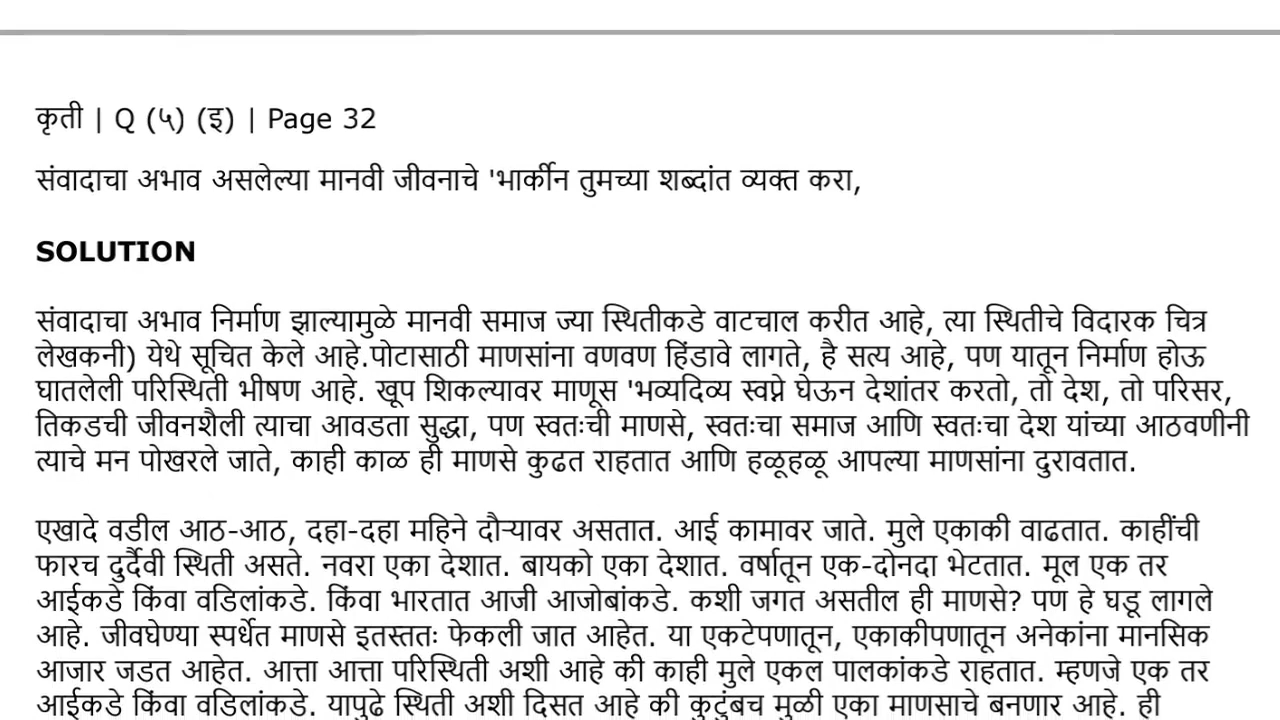 कृती | Q (५) (इ) | Page 32
संवादाचा अभाव असलेल्या मानवी जीवनाचे 'भार्कीन तुमच्या शब्दांत व्यक्त करा,
SOLUTION
संवादाचा अभाव निर्माण झाल्यामुळे मानवी समाज ज्या स्थितीकडे वाटचाल करीत आहे, त्या स्थितीचे विदारक चित्र
लेखकनी) येथे सूचित केले आहे.पोटासाठी माणसांना वणवण हिंडावे लागते, है सत्य आहे, पण यातून निर्माण होऊ
घातलेली परिस्थिती भीषण आहे. खूप शिकल्यावर माणूस 'भव्यदिव्य स्वप्ने घेऊन देशांतर करतो, तो देश, तो परिसर,
तिकडची जीवनशैली त्याचा आवडता सुद्धा, पण स्वतःची माणसे, स्वतःचा समाज आणि स्वतःचा देश यांच्या आठवणीनी
त्याचे मन पोखरले जाते, काही काळ ही माणसे कुढत राहतात आणि हळूहळू आपल्या माणसांना दुरावतात.
एखादे वडील आठ-आठ, दहा-दहा महिने दौऱ्यावर असतात. आई कामावर जाते. मुले एकाकी वाढतात. काहींची
फारच दुर्दैवी स्थिती असते. नवरा एका देशात. बायको एका देशात. वर्षातून एक-दोनदा भेटतात. मूल एक तर
आईकडे किंवा वडिलांकडे. किंवा भारतात आजी आजोबांकडे. कशी जगत असतील ही माणसे? पण हे घडू लागले
आहे. जीवघेण्या स्पर्धेत माणसे इतस्ततः फेकली जात आहेत. या एकटेपणातून, एकाकीपणातून अनेकांना मानसिक
आजार जडत आहेत. आत्ता आत्ता परिस्थिती अशी आहे की काही मुले एकल पालकांकडे राहतात. म्हणजे एक तर
आईकडे किंवा वडिलांकडे. यापुढे स्थिती अशी दिसत आहे की कुटुंबच मुळी एका माणसाचे बनणार आहे. ही